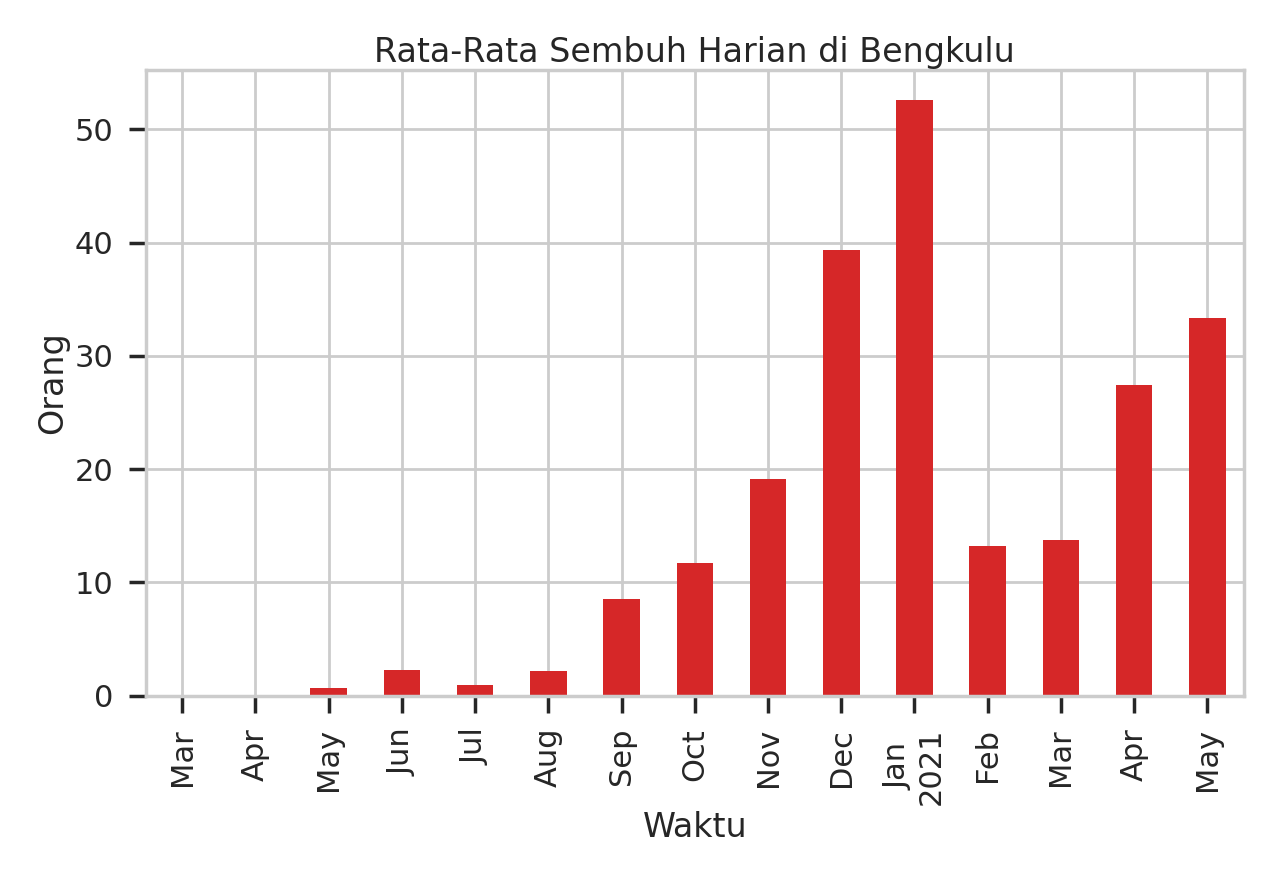 Rata-Rata Sembuh Harian di Bengkulu
50
40
30
20
10
0
Orang
Mar
Apr
May
Jun
Jul
Aug
Sep
Oct
Nov
Dec
Jan
2021
Feb
Mar
Apr
May
Waktu